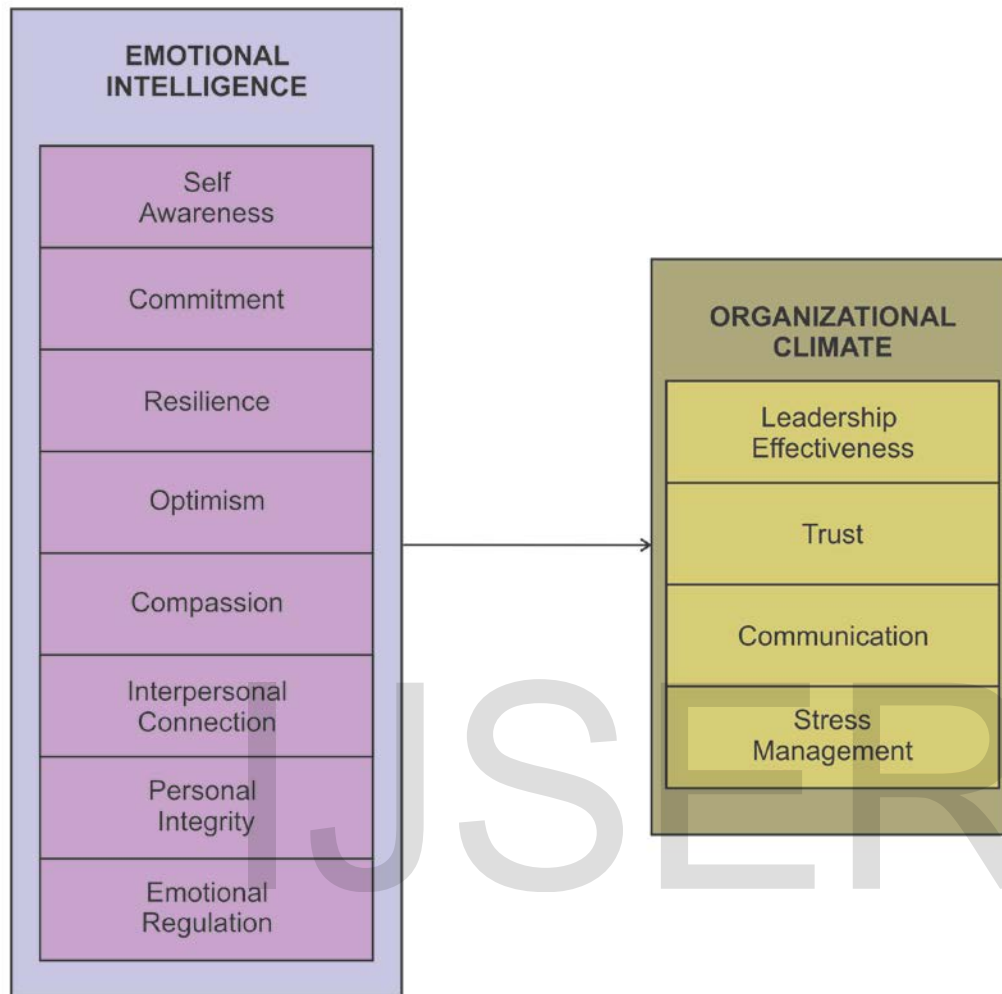 EMOTIONAL
INTELLIGENCE
Self
Awareness
Commitment
Resilience
Optimism
Compassion
Interpersonal
Connection
Personal
Integrity
Emotional
Regulation
ORGANIZATIONAL
CLIMATE
Leadership
Effectiveness
Trust
Communication
Stress
Management
IJSER